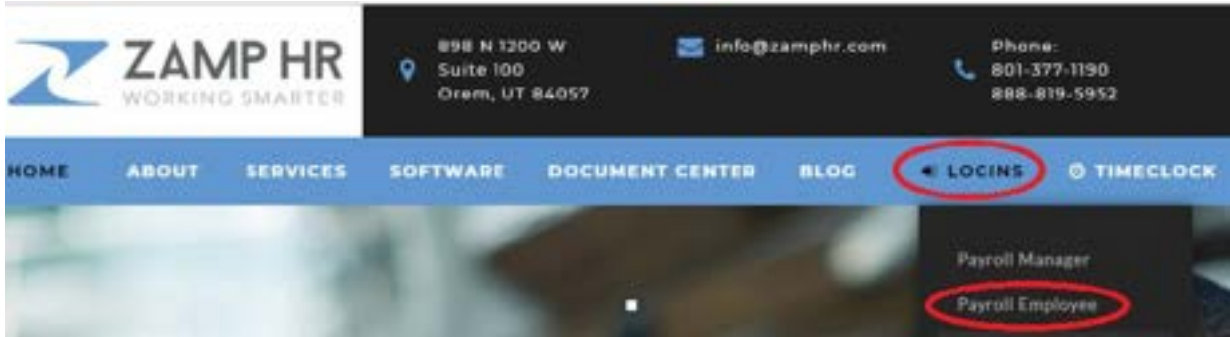 ZAMP HR
WORKING SMARTER
898 N 1200 W
Suite 100
Orem, UT 84057
info@zamphr.com
Phone:
801-377-1190
888-819-5952
HOME ABOUT SERVICES SOFTWARE DOCUMENT CENTER BLOG LOGINS TIMECLOCK
Payroll Manager
Payroll Employee